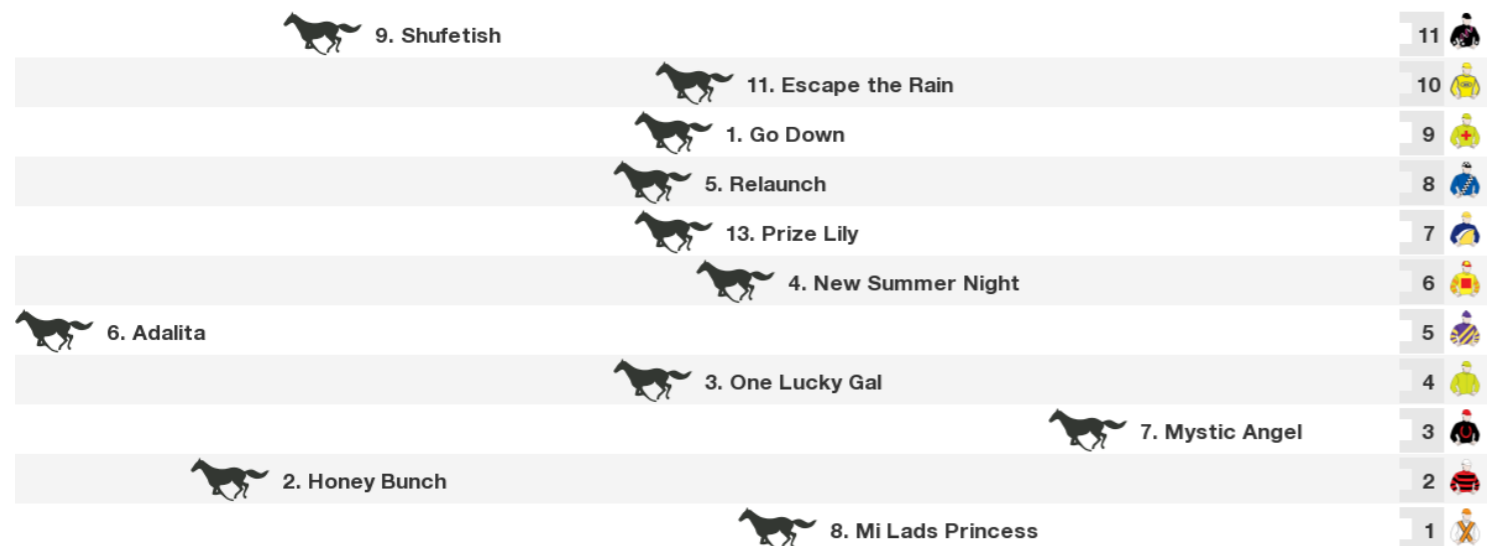 9. Shufetish 11
11. Escape the Rain 10
1. Go Down 9
5. Relaunch 8
13. Prize Lily 7
4. New Summer Night 6
6. Adalita 5
3. One Lucky Gal 4
7. Mystic Angel 3
2. Honey Bunch 2
8. Mi Lads Princess 1